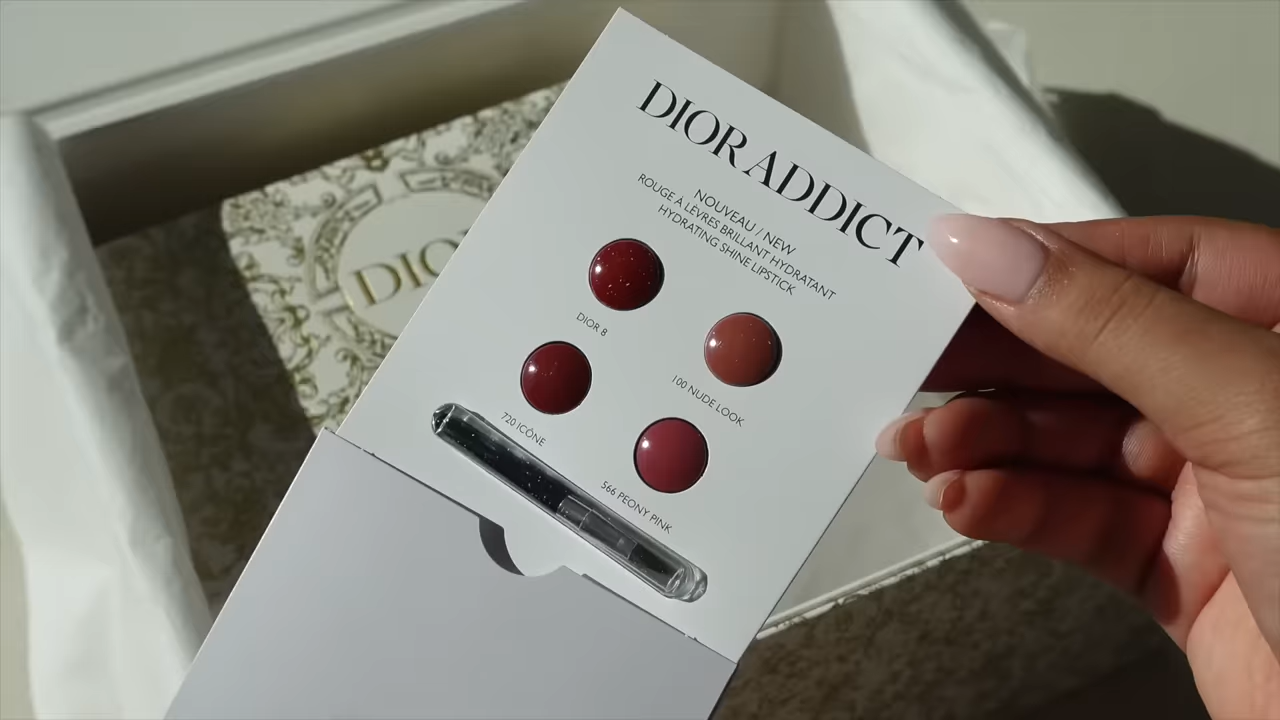 DIOR ADDICT
NOUVEAU / NEW
ROUGE À LÈVRES BRILLANT HYDRATANT
HYDRATING SHINE LIPSTICK
DIOR 8
100 NUDE LOOK
720 ICÔNE
566 PEONY PINK